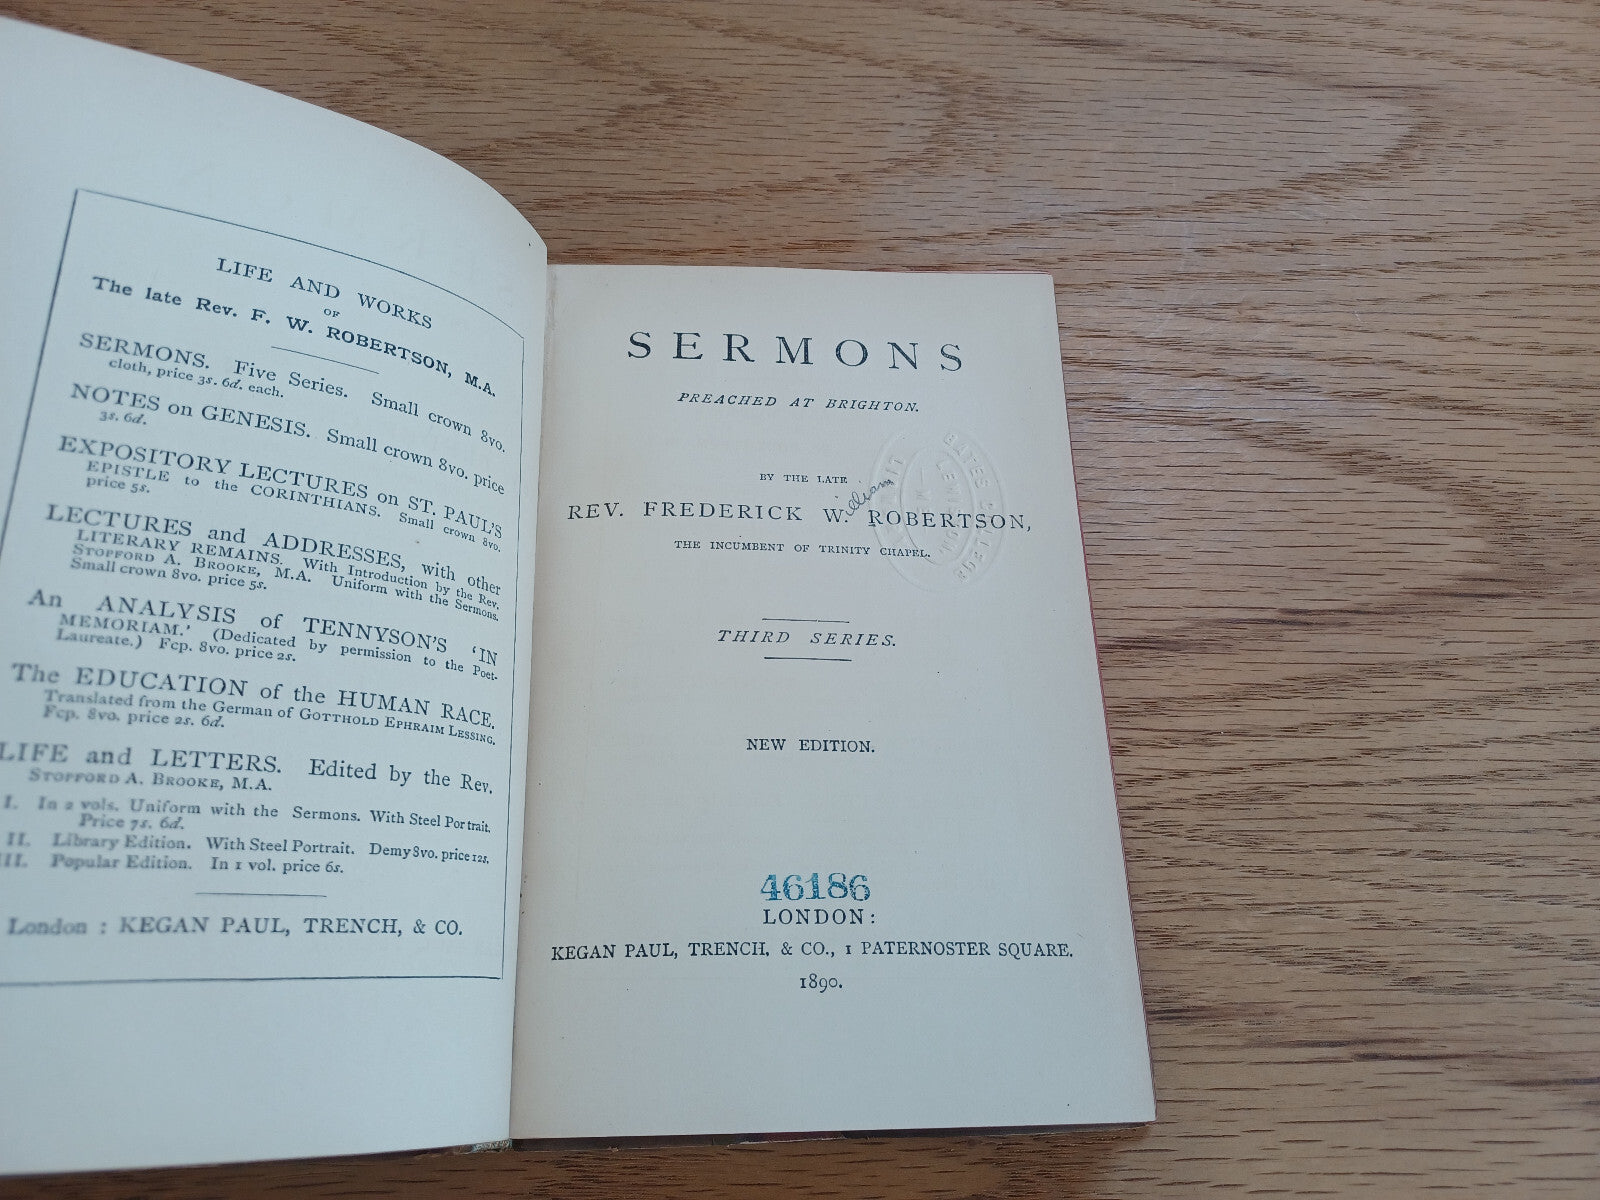 LIFE AND WORKS
OF
The late Rev. F. W. ROBERTSON, M.A.
SERMONS. Five Series. Small crown 8vo.
cloth, price 3s. 6d. each.
NOTES on GENESIS. Small crown 8vo. price
3s. 6d.
EXPOSITORY LECTURES on ST. PAUL'S
EPISTLE to the CORINTHIANS. Small crown 8vo.
price 5s.
LECTURES and ADDRESSES, with other
LITERARY REMAINS. With Introduction by the Rev.
STOPFORD A. BROOKE, M.A. Uniform with the Sermons.
Small crown 8vo. price 5s.
An ANALYSIS of TENNYSON'S 'IN
MEMORIAM.' (Dedicated by permission to the Poet-
Laureate.) Fcp. 8vo. price 2s.
The EDUCATION of the HUMAN RACE.
Translated from the German of GOTTHOLD EPHRAIM LESSING.
Fcp. 8vo. price 2s. 6d.
LIFE and LETTERS. Edited by the Rev.
STOPFORD A. BROOKE, M.A.
I. In 2 vols. Uniform with the Sermons. With Steel Portrait.
Price 7s. 6d.
II. Library Edition. With Steel Portrait. Demy 8vo. price 12s.
III. Popular Edition. In 1 vol. price 6s.
London : KEGAN PAUL, TRENCH, & CO.
SERMONS
PREACHED AT BRIGHTON.
BY THE LATE
REV. FREDERICK W. illiam ROBERTSON,
THE INCUMBENT OF TRINITY CHAPEL.
BATES COLLEGE
LEWISTON
THIRD SERIES.
NEW EDITION.
46186
LONDON:
KEGAN PAUL, TRENCH, & CO., 1 PATERNOSTER SQUARE.
1890.